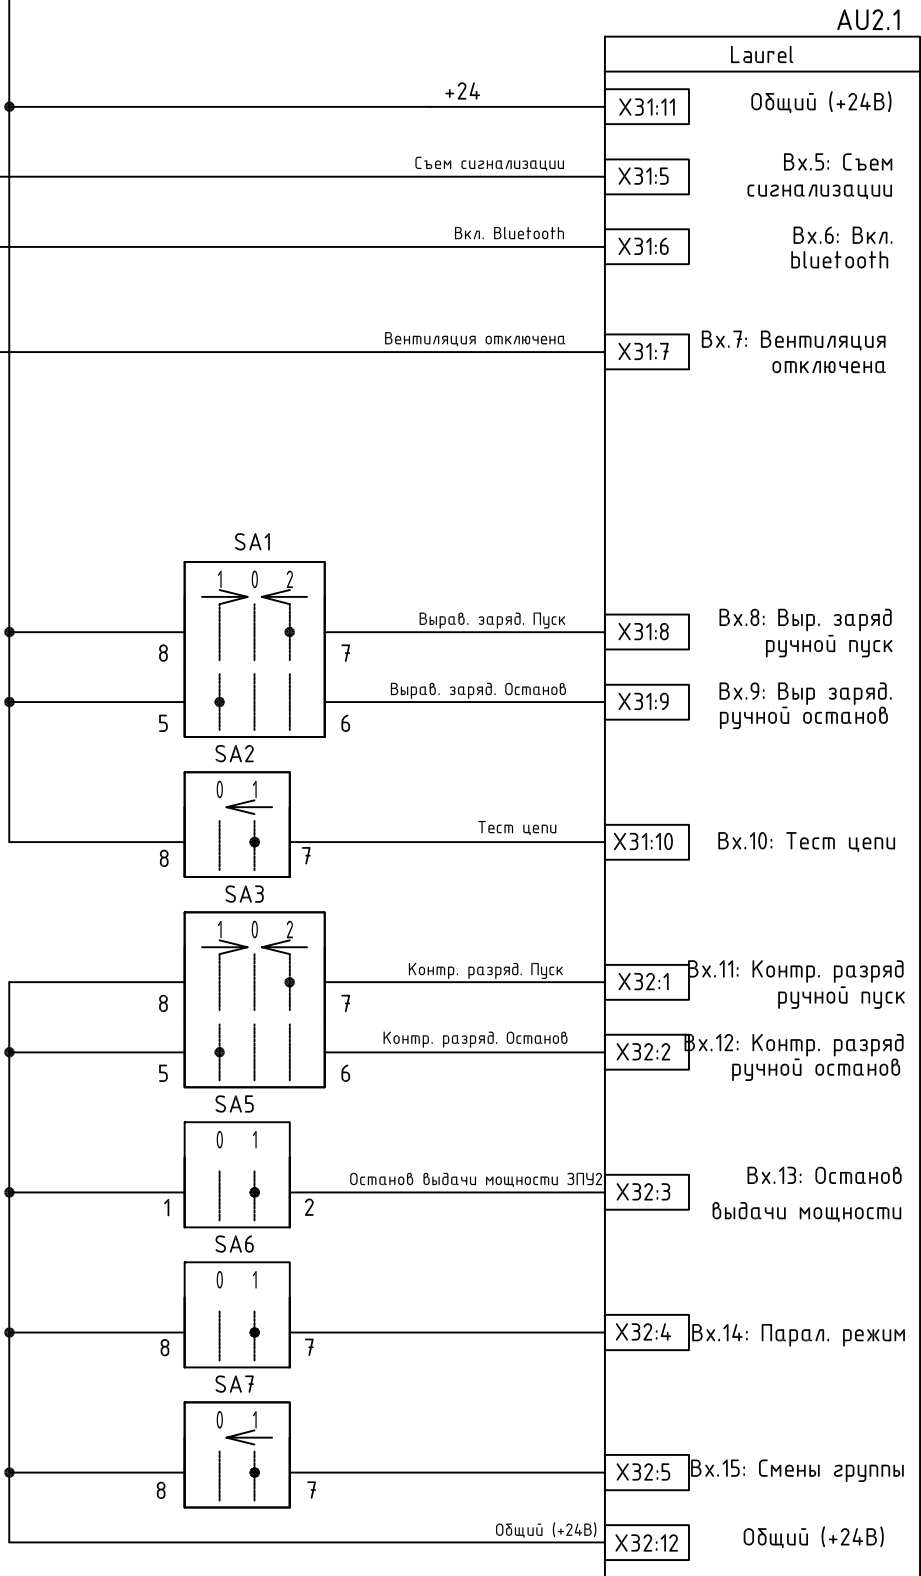 AU2.1
Laurel
+24
X31:11
Общий (+24В)
Съем сигнализации
X31:5
Вх.5: Съем
сигнализации
Вкл. Bluetooth
X31:6
Вх.6: Вкл.
bluetooth
Вентиляция отключена
X31:7
Вх.7: Вентиляция
отключена
SA1
1 0 2
Вырав. заряд. Пуск
8
7
X31:8
Вх.8: Выр. заряд
ручной пуск
Вырав. заряд. Останов
5
6
X31:9
Вх.9: Выр заряд.
ручной останов
SA2
0 1
Тест цепи
8
7
X31:10
Вх.10: Тест цепи
SA3
1 0 2
Контр. разряд. Пуск
8
7
X32:1
Вх.11: Контр. разряд
ручной пуск
Контр. разряд. Останов
5
6
X32:2
Вх.12: Контр. разряд
ручной останов
SA5
0 1
Останов выдачи мощности ЗПУ2
1
2
X32:3
Вх.13: Останов
выдачи мощности
SA6
0 1
8
7
X32:4
Вх.14: Парал. режим
SA7
0 1
8
7
X32:5
Вх.15: Смены группы
Общий (+24В)
X32:12
Общий (+24В)